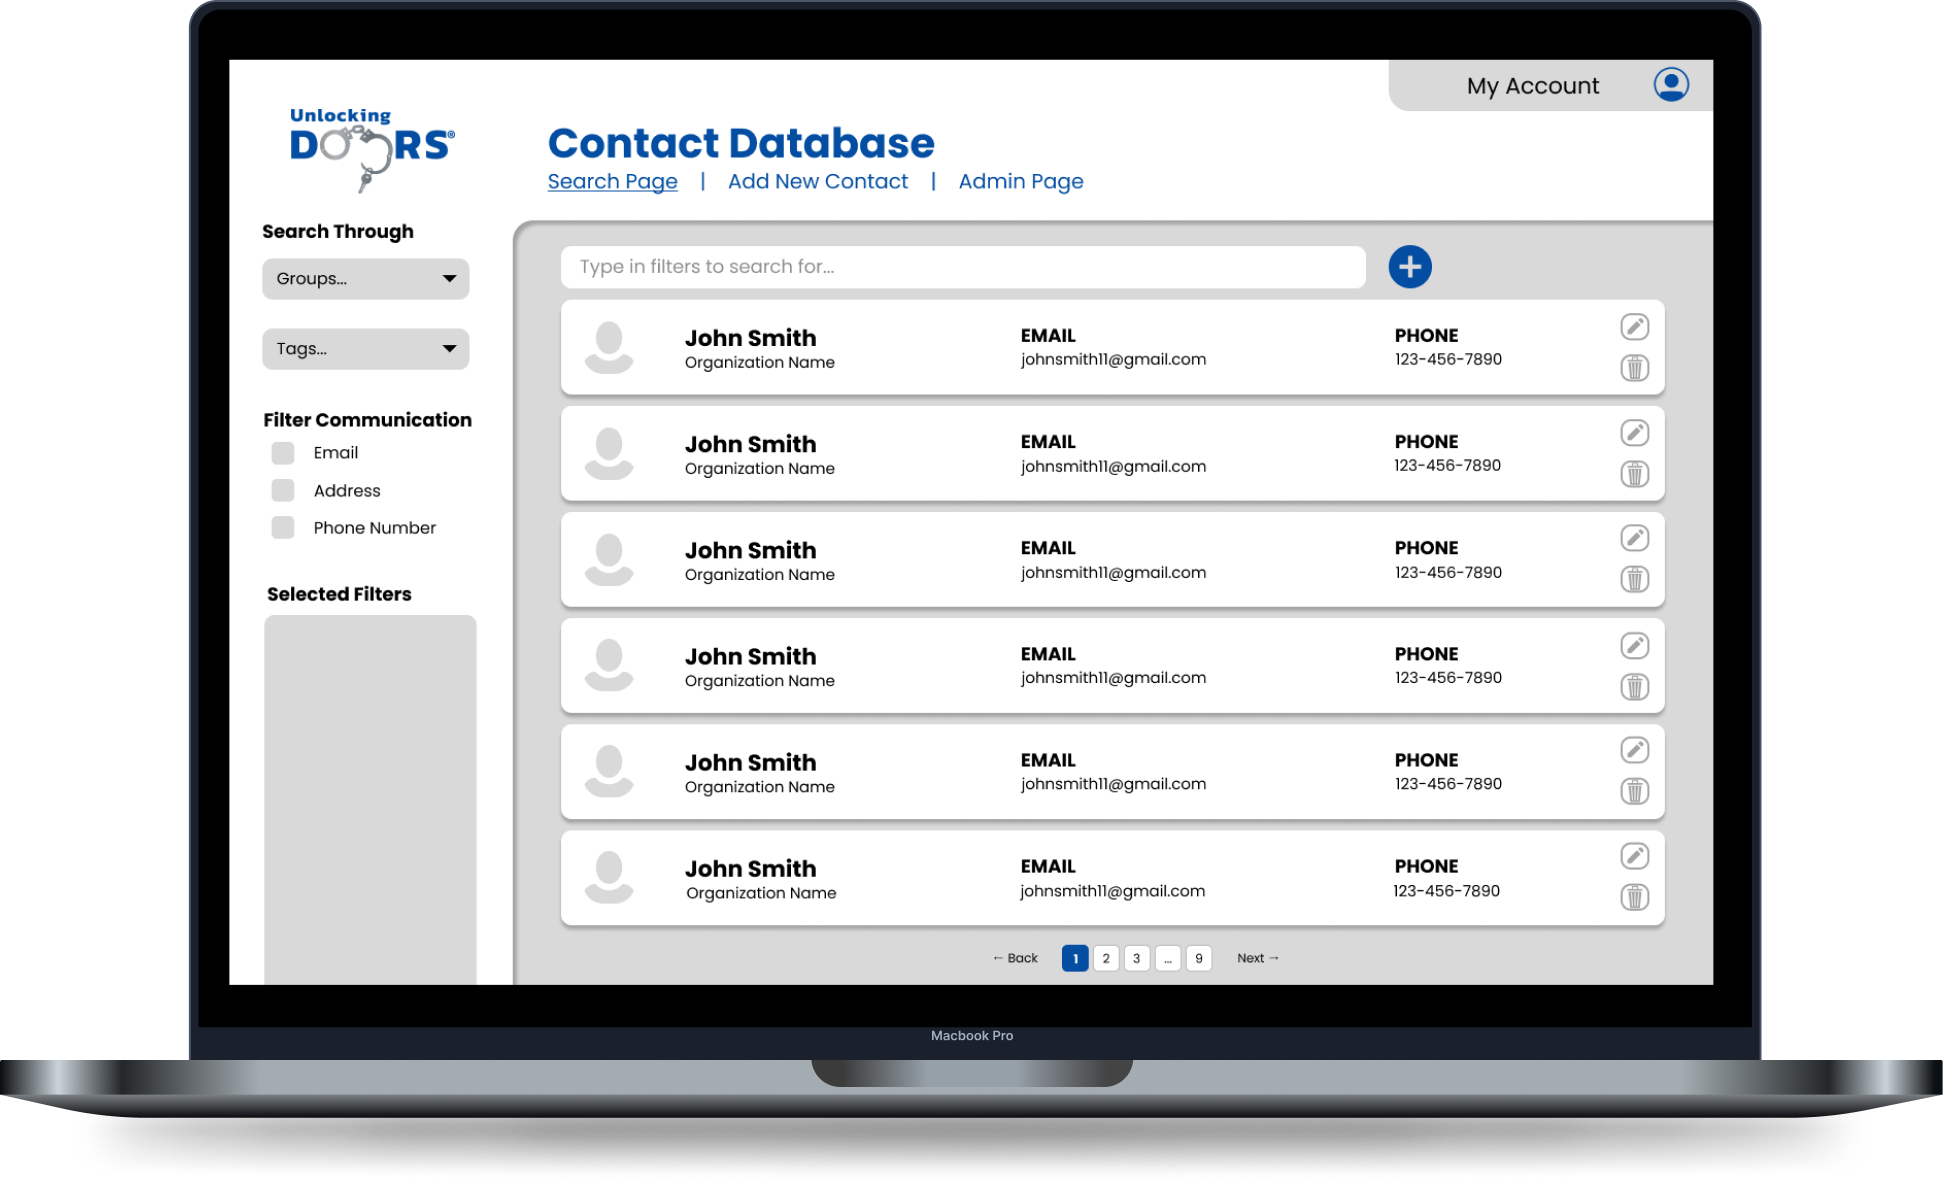 My Account
Unlocking
DOORS®
Contact Database
Search Page | Add New Contact | Admin Page
Search Through
Groups...
Tags...
Filter Communication
Email
Address
Phone Number
Selected Filters
Type in filters to search for...
John Smith
Organization Name
EMAIL
johnsmith11@gmail.com
PHONE
123-456-7890
John Smith
Organization Name
EMAIL
johnsmith11@gmail.com
PHONE
123-456-7890
John Smith
Organization Name
EMAIL
johnsmith11@gmail.com
PHONE
123-456-7890
John Smith
Organization Name
EMAIL
johnsmith11@gmail.com
PHONE
123-456-7890
John Smith
Organization Name
EMAIL
johnsmith11@gmail.com
PHONE
123-456-7890
John Smith
Organization Name
EMAIL
johnsmith11@gmail.com
PHONE
123-456-7890
← Back 1 2 3 ... 9 Next →
Macbook Pro